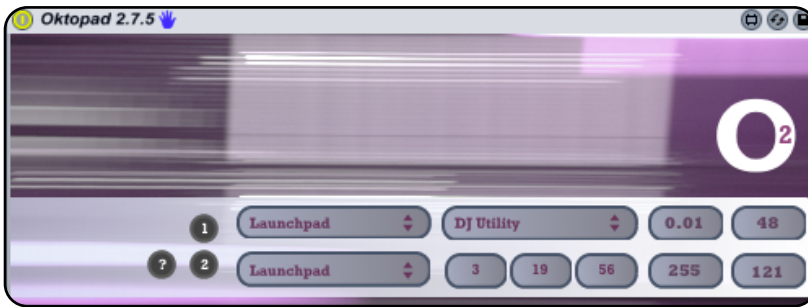 Oktopad 2.7.5
O2
1 Launchpad DJ Utility 0.01 48
? 2 Launchpad 3 19 56 255 121